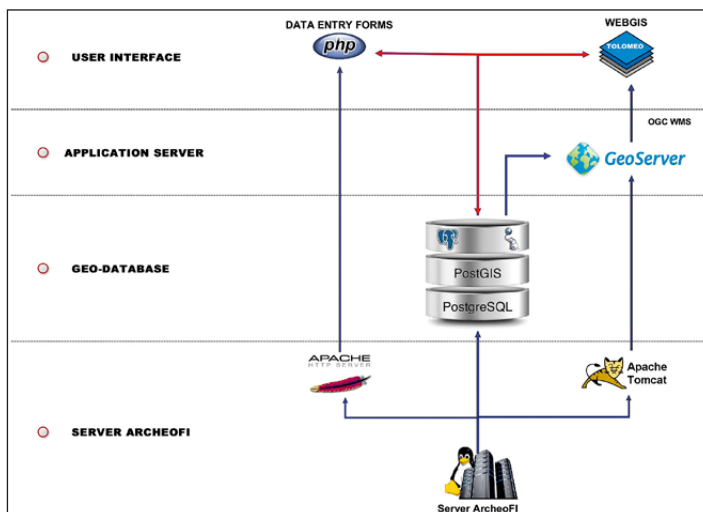 DATA ENTRY FORMS
WEBGIS
php
TOLOMEO
USER INTERFACE
OGC WMS
APPLICATION SERVER
GeoServer
GEO-DATABASE
PostGIS
PostgreSQL
APACHE
HTTP SERVER
Apache
Tomcat
SERVER ARCHEOFI
Server ArcheoFI